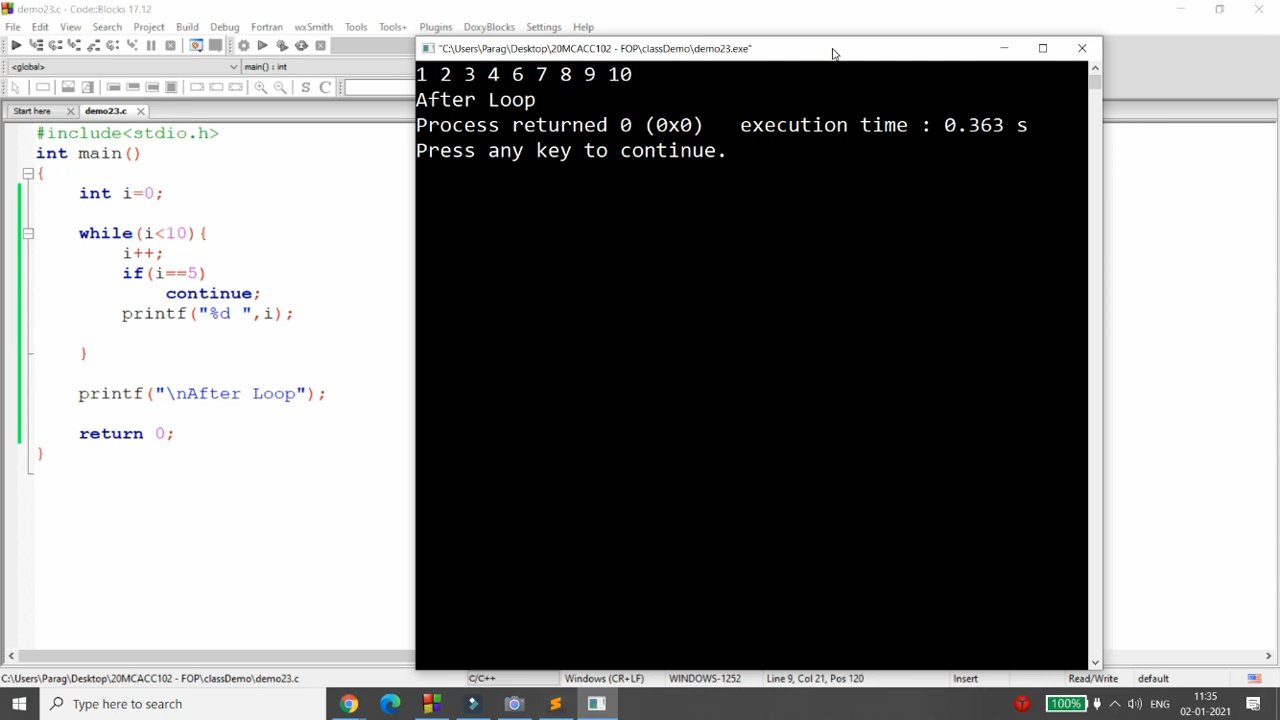 demo23.c - Code::Blocks 17.12
File Edit View Search Project Build Debug Fortran wxSmith Tools Tools+ Plugins DoxyBlocks Settings Help
"C:\Users\Parag\Desktop\20MCACC102 - FOP\classDemo\demo23.exe"
<global> main() : int
S C
Start here demo23.c
1 2 3 4 6 7 8 9 10
After Loop
Process returned 0 (0x0)   execution time : 0.363 s
Press any key to continue.
#include<stdio.h>
int main()
{
int i=0;
while(i<10){
i++;
if(i==5)
continue;
printf("%d ",i);
}
printf("\nAfter Loop");
return 0;
}
C:\Users\Parag\Desktop\20MCACC102 - FOP\classDemo\demo23.c C/C++ Windows (CR+LF) WINDOWS-1252 Line 9, Col 21, Pos 120 Insert Read/Write default
Type here to search 100% ENG 11:35
02-01-2021